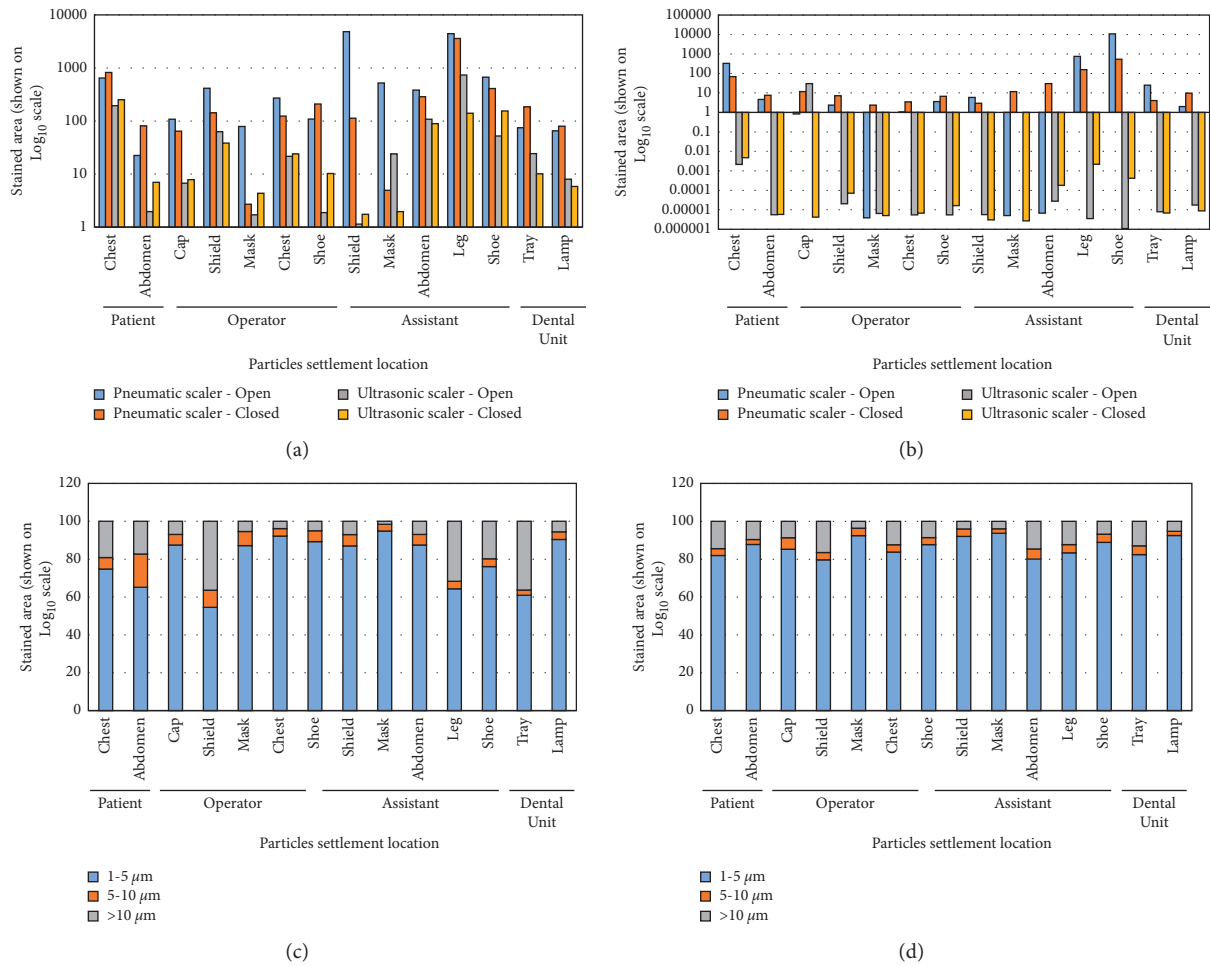 Stained area (shown on
Log10 scale)
10000
1000
100
10
1
Chest
Abdomen
Cap
Shield
Mask
Chest
Shoe
Shield
Mask
Abdomen
Leg
Shoe
Tray
Lamp
Patient
Operator
Assistant
Dental
Unit
Particles settlement location
Pneumatic scaler - Open
Pneumatic scaler - Closed
Ultrasonic scaler - Open
Ultrasonic scaler - Closed
(a)
Stained area (shown on
Log10 scale)
100000
10000
1000
100
10
1
0.1
0.01
0.001
0.0001
0.00001
0.000001
Chest
Abdomen
Cap
Shield
Mask
Chest
Shoe
Shield
Mask
Abdomen
Leg
Shoe
Tray
Lamp
Patient
Operator
Assistant
Dental
Unit
Particles settlement location
Pneumatic scaler - Open
Pneumatic scaler - Closed
Ultrasonic scaler - Open
Ultrasonic scaler - Closed
(b)
Stained area (shown on
Log10 scale)
120
100
80
60
40
20
0
Chest
Abdomen
Cap
Shield
Mask
Chest
Shoe
Shield
Mask
Abdomen
Leg
Shoe
Tray
Lamp
Patient
Operator
Assistant
Dental
Unit
Particles settlement location
1-5 μm
5-10 μm
>10 μm
(c)
Stained area (shown on
Log10 scale)
120
100
80
60
40
20
0
Chest
Abdomen
Cap
Shield
Mask
Chest
Shoe
Shield
Mask
Abdomen
Leg
Shoe
Tray
Lamp
Patient
Operator
Assistant
Dental
Unit
Particles settlement location
1-5 μm
5-10 μm
>10 μm
(d)